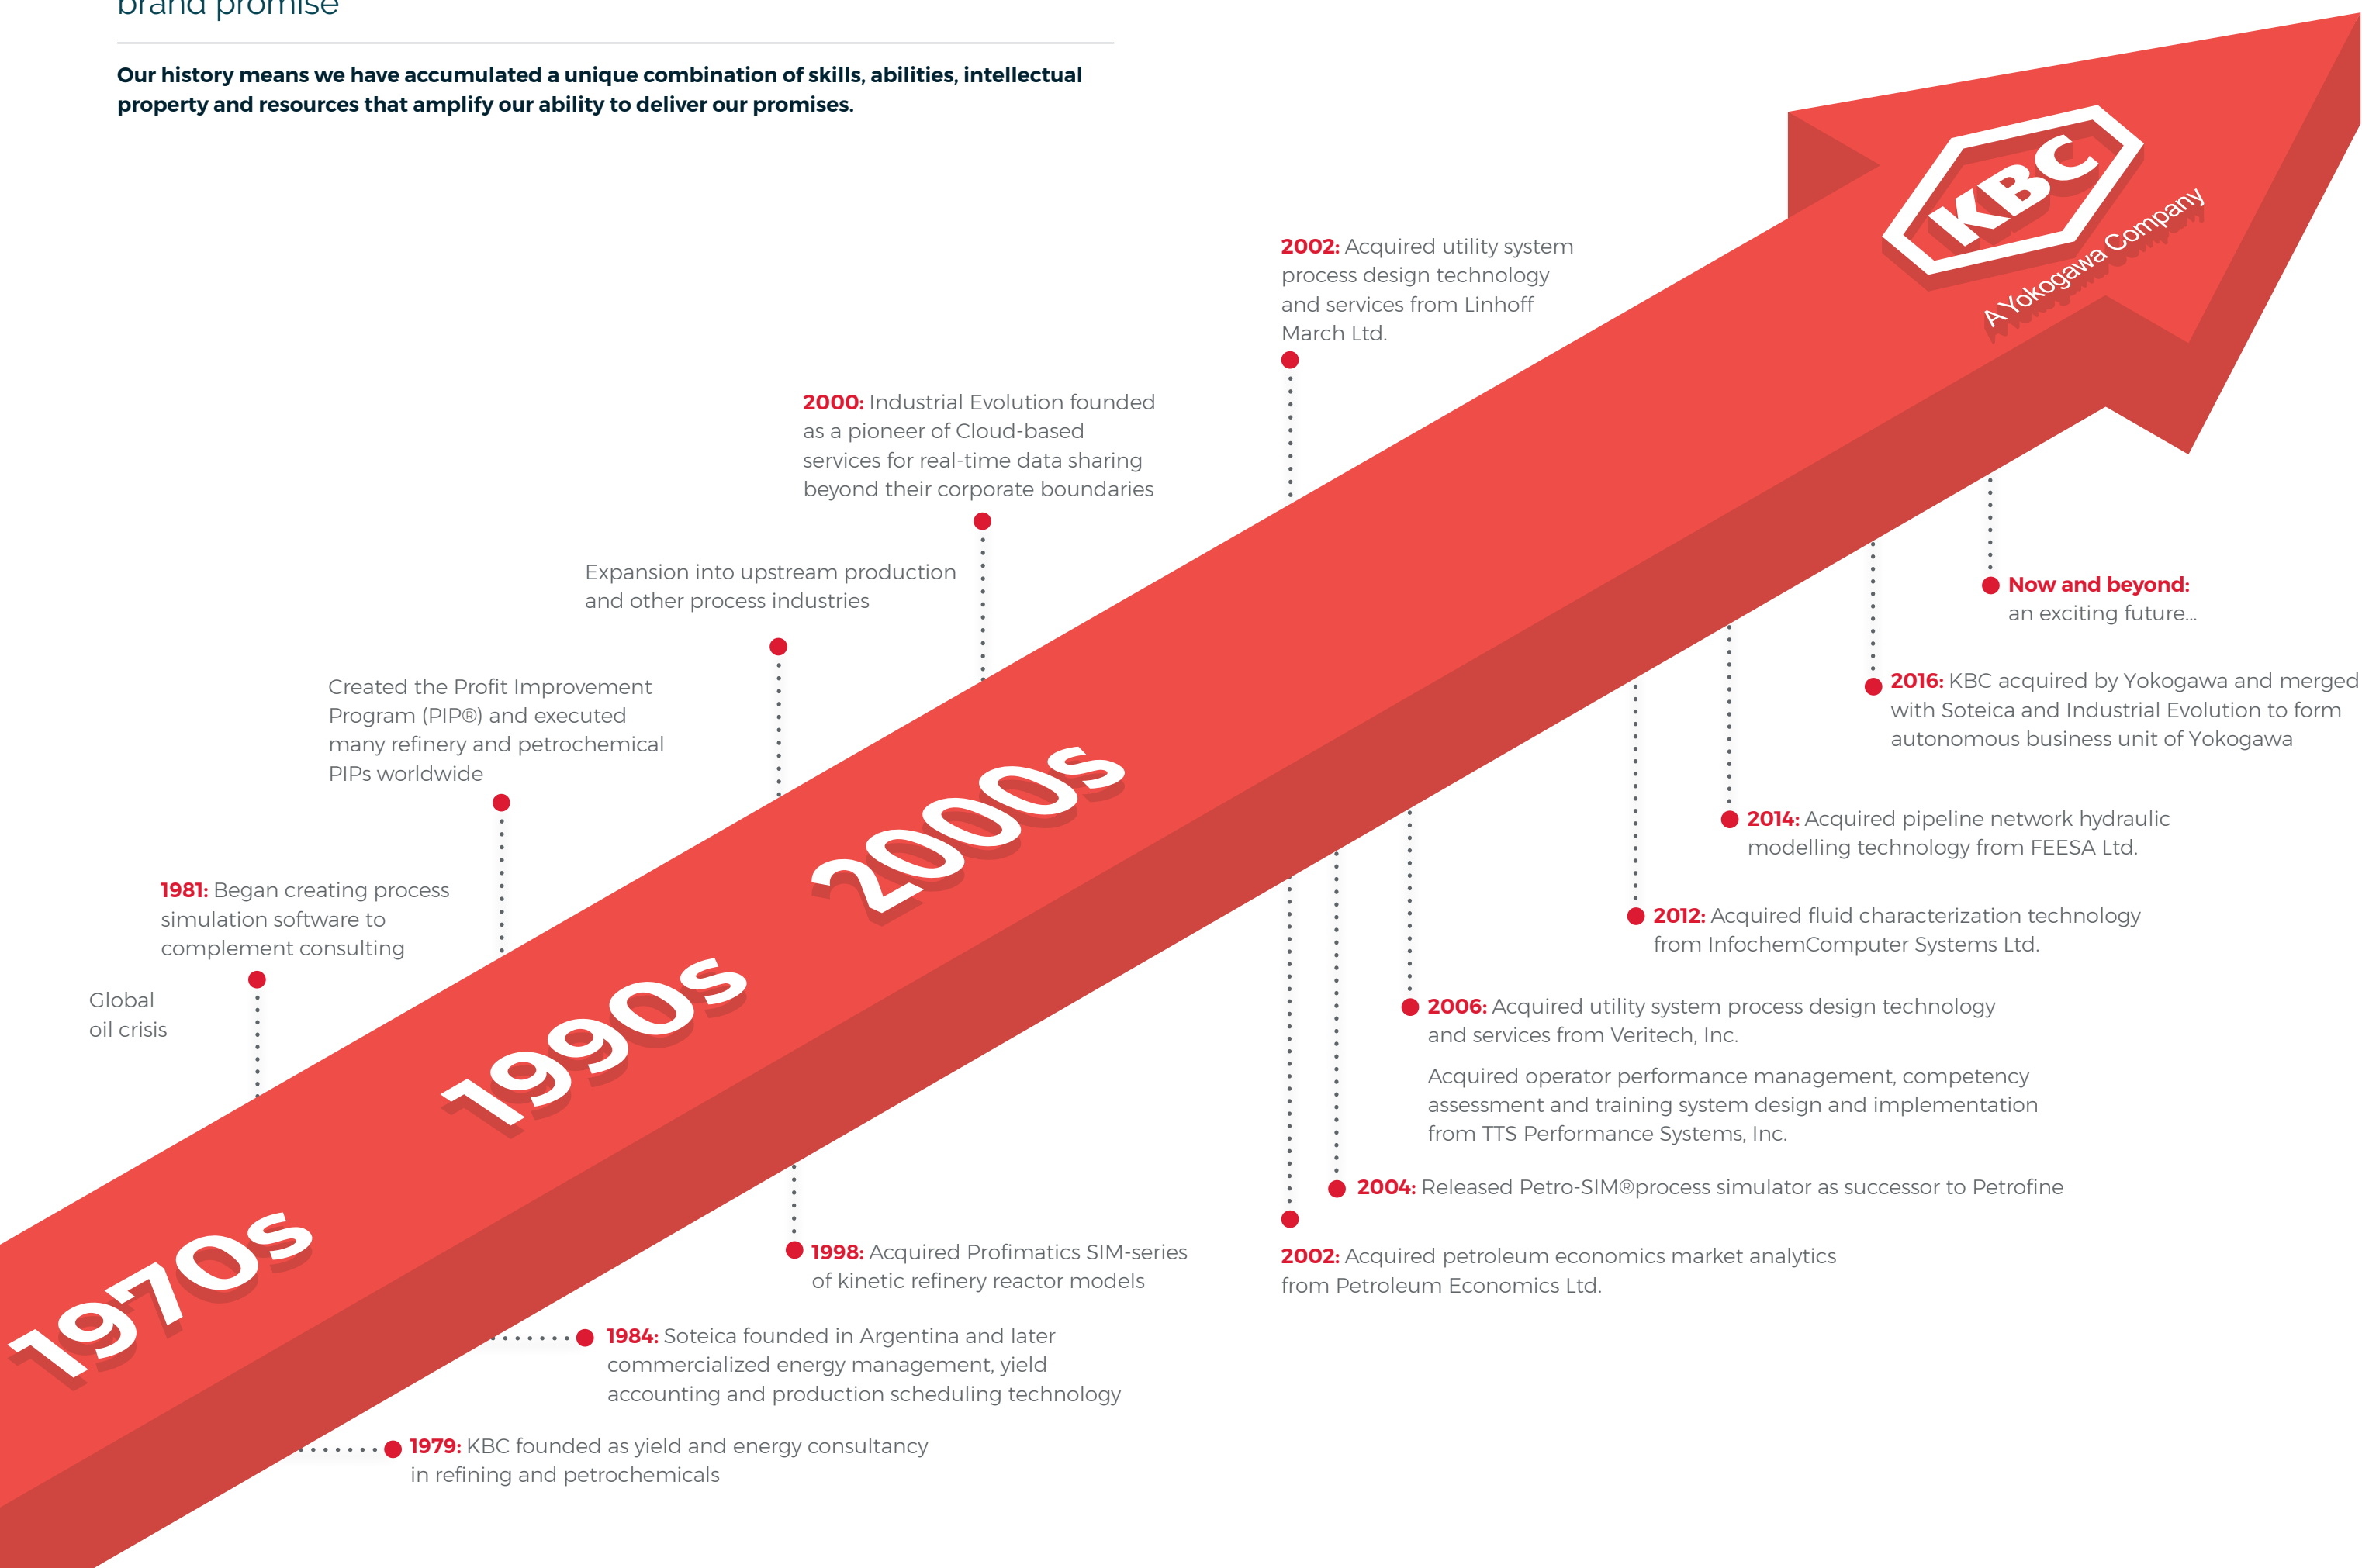 brand promise
Our history means we have accumulated a unique combination of skills, abilities, intellectual
property and resources that amplify our ability to deliver our promises.
KBC
A Yokogawa Company
2002: Acquired utility system
process design technology
and services from Linhoff
March Ltd.
2000: Industrial Evolution founded
as a pioneer of Cloud-based
services for real-time data sharing
beyond their corporate boundaries
Expansion into upstream production
and other process industries
Created the Profit Improvement
Program (PIP®) and executed
many refinery and petrochemical
PIPs worldwide
1981: Began creating process
simulation software to
complement consulting
Global
oil crisis
1970s
1990s
2000s
Now and beyond:
an exciting future...
2016: KBC acquired by Yokogawa and merged
with Soteica and Industrial Evolution to form
autonomous business unit of Yokogawa
2014: Acquired pipeline network hydraulic
modelling technology from FEESA Ltd.
2012: Acquired fluid characterization technology
from InfochemComputer Systems Ltd.
2006: Acquired utility system process design technology
and services from Veritech, Inc.
Acquired operator performance management, competency
assessment and training system design and implementation
from TTS Performance Systems, Inc.
2004: Released Petro-SIM®process simulator as successor to Petrofine
2002: Acquired petroleum economics market analytics
from Petroleum Economics Ltd.
1998: Acquired Profimatics SIM-series
of kinetic refinery reactor models
1984: Soteica founded in Argentina and later
commercialized energy management, yield
accounting and production scheduling technology
1979: KBC founded as yield and energy consultancy
in refining and petrochemicals